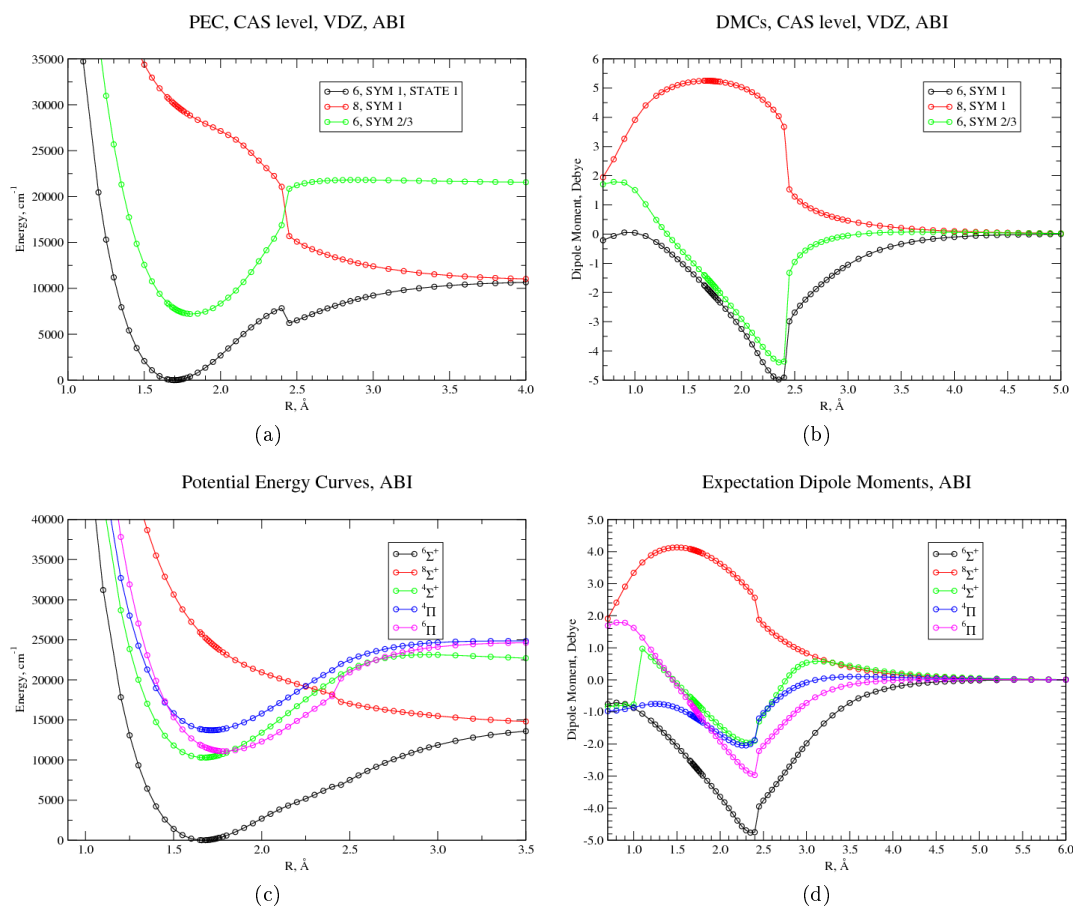 PEC, CAS level, VDZ, ABI
35000
30000
25000
20000
15000
10000
5000
0
Energy, cm⁻¹
6, SYM 1, STATE 1
8, SYM 1
6, SYM 2/3
1.0 1.5 2.0 2.5 3.0 3.5 4.0
R, Å
(a)
DMCs, CAS level, VDZ, ABI
6
5
4
3
2
1
0
-1
-2
-3
-4
-5
Dipole Moment, Debye
6, SYM 1
8, SYM 1
6, SYM 2/3
1.0 1.5 2.0 2.5 3.0 3.5 4.0 4.5 5.0
R, Å
(b)
Potential Energy Curves, ABI
40000
35000
30000
25000
20000
15000
10000
5000
0
Energy, cm⁻¹
⁶Σ⁺
⁸Σ⁺
⁴Σ⁺
⁴Π
⁶Π
1.0 1.5 2.0 2.5 3.0 3.5
R, Å
(c)
Expectation Dipole Moments, ABI
5.0
4.0
3.0
2.0
1.0
0.0
-1.0
-2.0
-3.0
-4.0
-5.0
Dipole Moment, Debye
⁶Σ⁺
⁸Σ⁺
⁴Σ⁺
⁴Π
⁶Π
1.0 1.5 2.0 2.5 3.0 3.5 4.0 4.5 5.0 5.5 6.0
R, Å
(d)